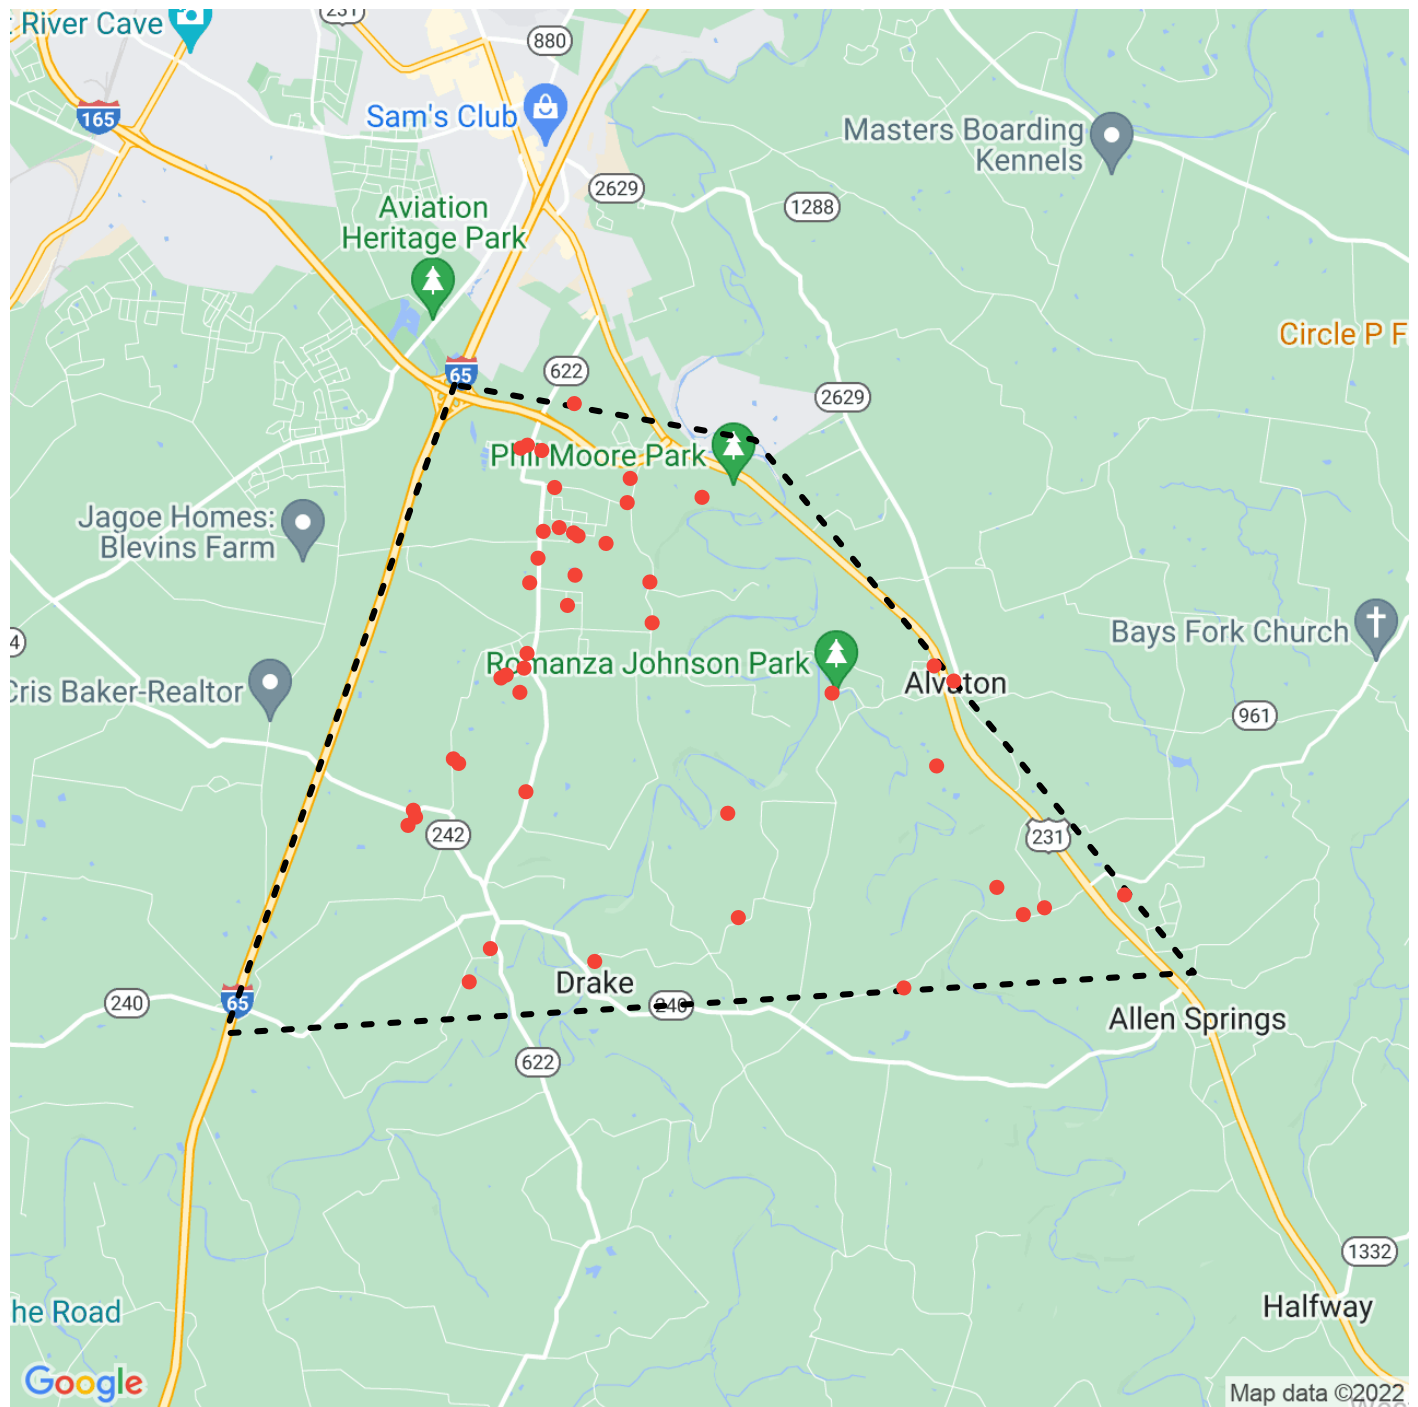 River Cave
231
880
165
Sam's Club
Masters Boarding
Kennels
2629
1288
Aviation
Heritage Park
Circle P F
65
622
2629
Phil Moore Park
Jagoe Homes:
Blevins Farm
Bays Fork Church
4
Romanza Johnson Park
Cris Baker-Realtor
Alvaton
961
242
231
Drake
240
65
240
Allen Springs
622
1332
Halfway
he Road
Google
Map data ©2022